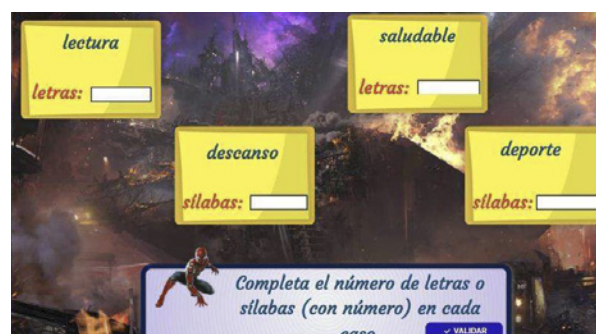 lectura
letras:
saludable
letras:
descanso
sílabas:
deporte
sílabas:
Completa el número de letras o
sílabas (con número) en cada
caso
✓ VALIDAR